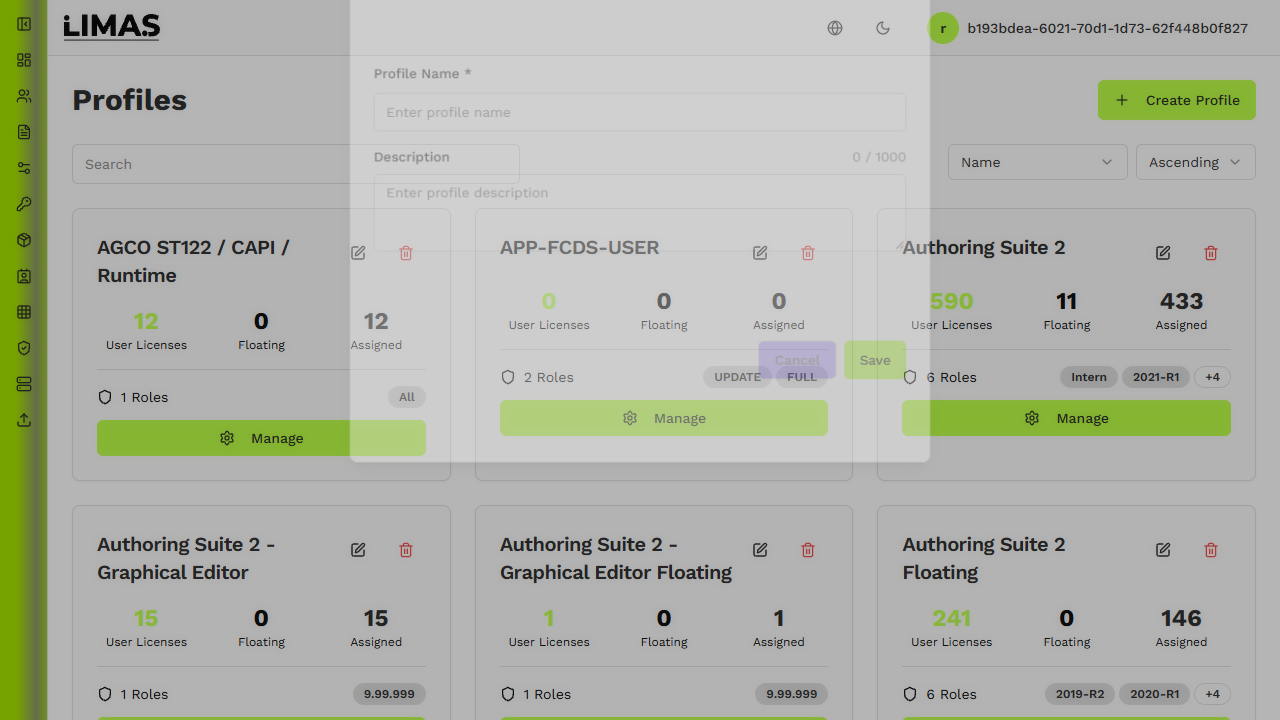 LIMAS
r
b193bdea-6021-70d1-1d73-62f448b0f827
Profiles
Create Profile
Search
Name
Ascending
Profile Name *
Enter profile name
Description
0 / 1000
Enter profile description
Cancel
Save
AGCO ST122 / CAPI /
Runtime
12
0
12
User Licenses
Floating
Assigned
1 Roles
All
Manage
APP-FCDS-USER
0
0
0
User Licenses
Floating
Assigned
2 Roles
UPDATE
FULL
Manage
Authoring Suite 2
590
11
433
User Licenses
Floating
Assigned
6 Roles
Intern
2021-R1
+4
Manage
Authoring Suite 2 -
Graphical Editor
15
0
15
User Licenses
Floating
Assigned
1 Roles
9.99.999
Authoring Suite 2 -
Graphical Editor Floating
1
0
1
User Licenses
Floating
Assigned
1 Roles
9.99.999
Authoring Suite 2
Floating
241
0
146
User Licenses
Floating
Assigned
6 Roles
2019-R2
2020-R1
+4